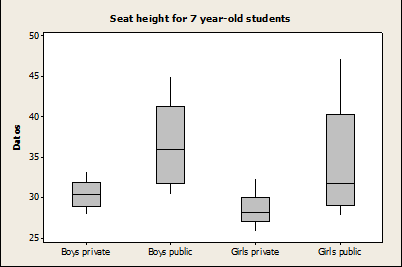 Seat height for 7 year-old students
Datos
50
45
40
35
30
25
Boys private
Boys public
Girls private
Girls public